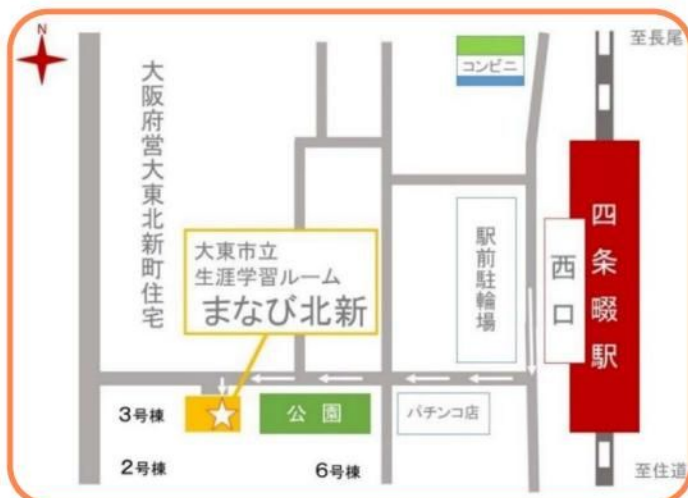 N
至長尾
コンビニ
大阪府営大東北新町住宅
四条畷駅
西口
駅前駐輪場
大東市立
生涯学習ルーム
まなび北新
3号棟
公園
パチンコ店
2号棟
6号棟
至住道